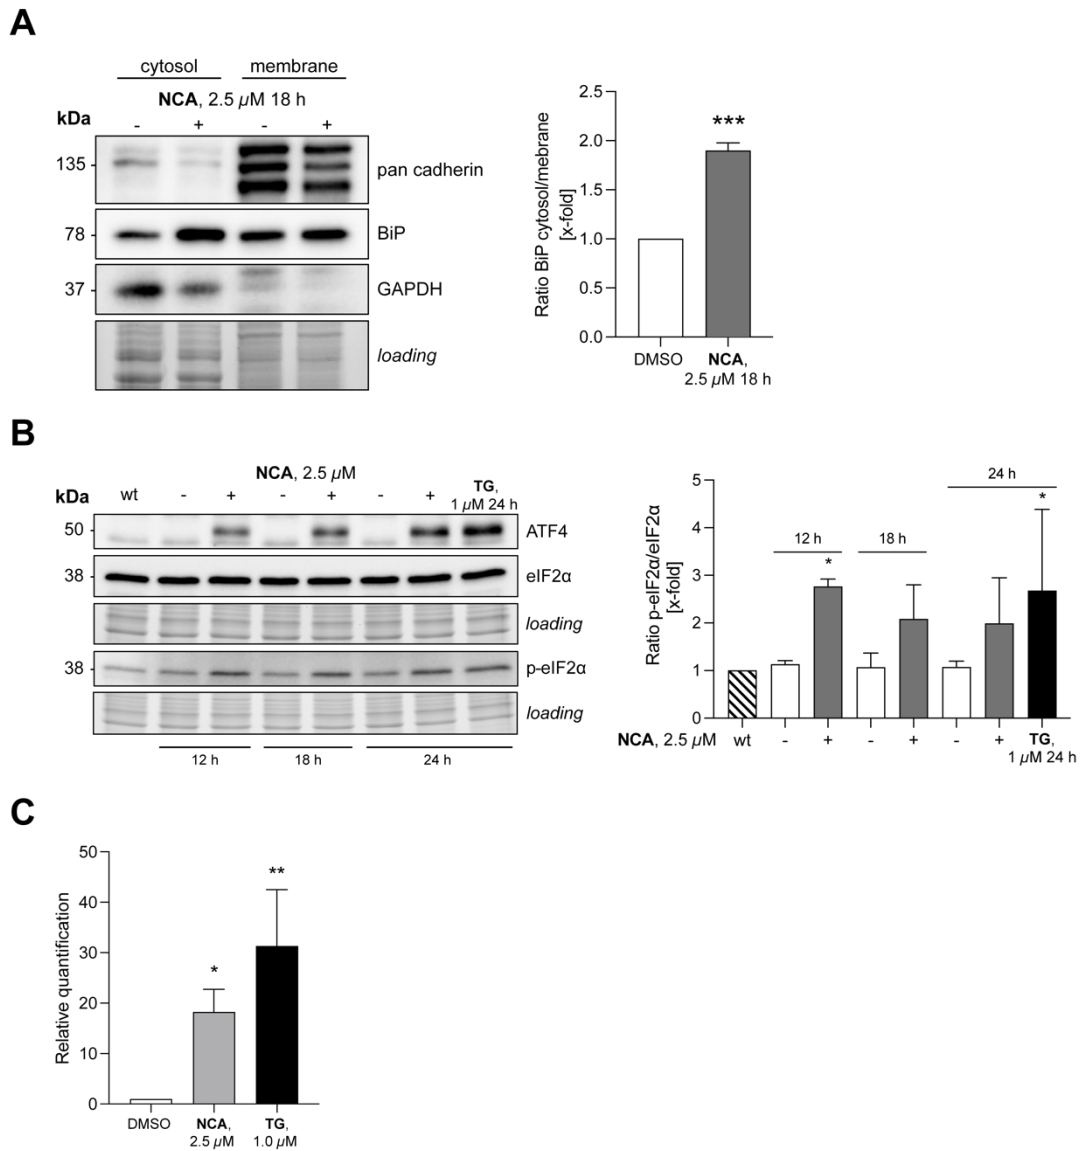 A
cytosol membrane
NCA, 2.5 µM 18 h
kDa - + - +
135 pan cadherin
78 BiP
37 GAPDH
loading
2.5
2.0
1.5
1.0
0.5
0.0
Ratio BiP cytosol/mebrane
[x-fold]
***
DMSO NCA,
2.5 µM 18 h
B
NCA, 2.5 µM
kDa wt - + - + - + TG,
1 µM 24 h
50 ATF4
38 eIF2α
loading
38 p-eIF2α
loading
12 h 18 h 24 h
5
4
3
2
1
0
Ratio p-eIF2α/eIF2α
[x-fold]
24 h
12 h 18 h
*
*
NCA, 2.5 µM wt - + - + - + TG,
1 µM 24 h
C
50
40
30
20
10
0
Relative quantification
*
**
DMSO NCA, TG,
2.5 µM 1.0 µM